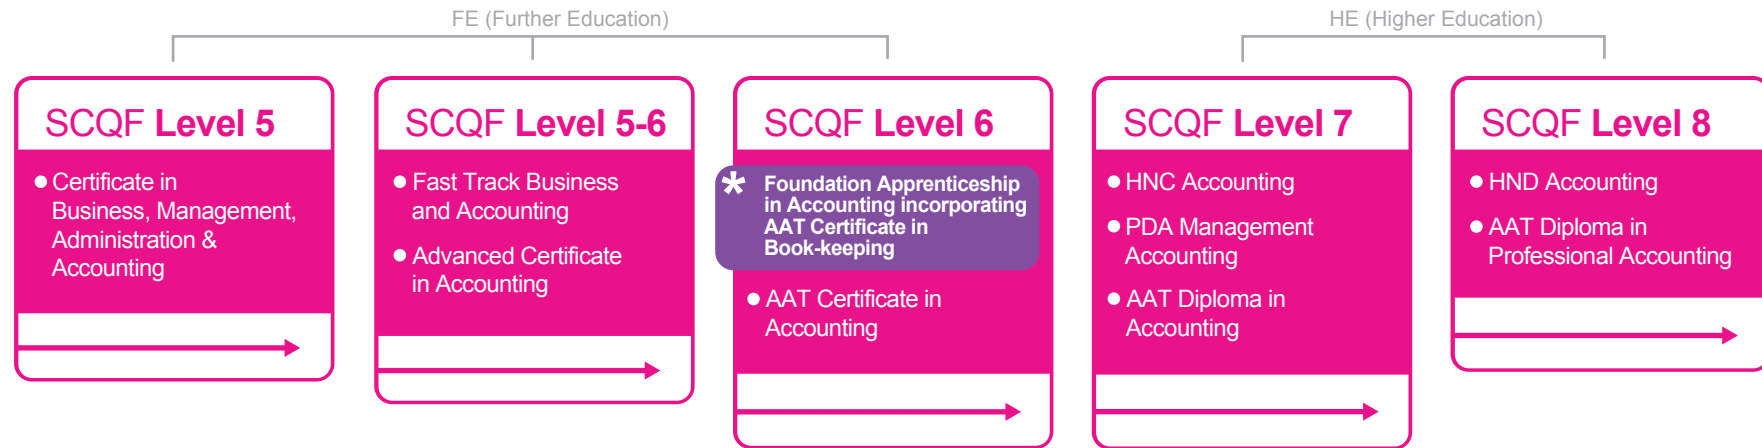 FE (Further Education)
HE (Higher Education)
SCQF Level 5
● Certificate in
Business, Management,
Administration &
Accounting
SCQF Level 5-6
● Fast Track Business
and Accounting
● Advanced Certificate
in Accounting
SCQF Level 6
* Foundation Apprenticeship
in Accounting incorporating
AAT Certificate in
Book-keeping
● AAT Certificate in
Accounting
SCQF Level 7
● HNC Accounting
● PDA Management
Accounting
● AAT Diploma in
Accounting
SCQF Level 8
● HND Accounting
● AAT Diploma in
Professional Accounting